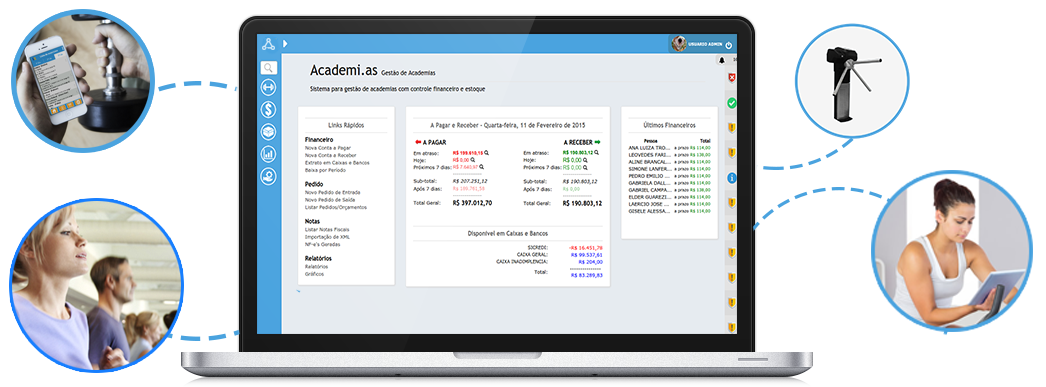 USUARIO ADMIN
Academi.as Gestão de Academias
Sistema para gestão de academias com controle financeiro e estoque
Links Rápidos
Financeiro
Nova Conta a Pagar
Nova Conta a Receber
Extrato em Caixas e Bancos
Baixa por Período
Pedido
Novo Pedido de Entrada
Novo Pedido de Saída
Listar Pedidos/Orçamentos
Notas
Listar Notas Fiscais
Importação de XML
NF-e's Geradas
Relatórios
Relatórios
Gráficos
A Pagar e Receber - Quarta-feira, 11 de Fevereiro de 2015
A PAGAR
Em atraso: R$ 199.610,15
Hoje: R$ 0,00
Próximos 7 dias: R$ 7.640,97
Sub-total: R$ 207.251,12
Após 7 dias: R$ 189.761,58
Total Geral: R$ 397.012,70
A RECEBER
Em atraso: R$ 190.803,12
Hoje: R$ 0,00
Próximos 7 dias: R$ 0,00
Sub-total: R$ 190.803,12
Após 7 dias: R$ 0,00
Total Geral: R$ 190.803,12
Disponível em Caixas e Bancos
SICREDI: -R$ 16.451,78
CAIXA GERAL: R$ 99.537,61
CAIXA INADIMPLENCIA: R$ 204,00
Total: R$ 83.289,83
Últimos Financeiros
Pessoa Total
ANA LUIZA TRO... a prazo R$ 114,00
LEOVEDES FARI... a prazo R$ 138,00
ALINE BRANCAL... a prazo R$ 114,00
SIMONE LANFER... a prazo R$ 114,00
PEDRO EMILIO ... a prazo R$ 114,00
GABRIELA DALL... a prazo R$ 114,00
GABRIEL CAMPA... a prazo R$ 138,00
ELDER GUAREZI... a prazo R$ 114,00
LAERCIO JOSE ... a prazo R$ 114,00
GISELE ALESSA... a prazo R$ 114,00